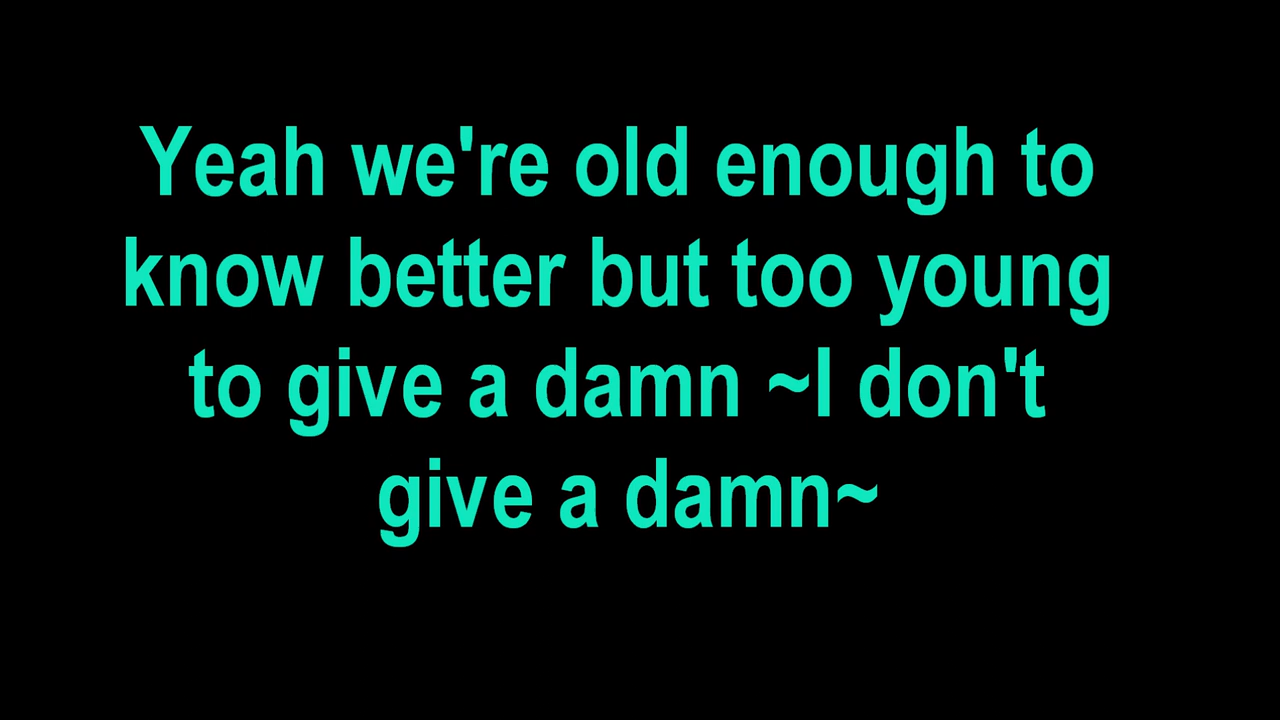 Yeah we're old enough to
know better but too young
to give a damn ~I don't
give a damn~